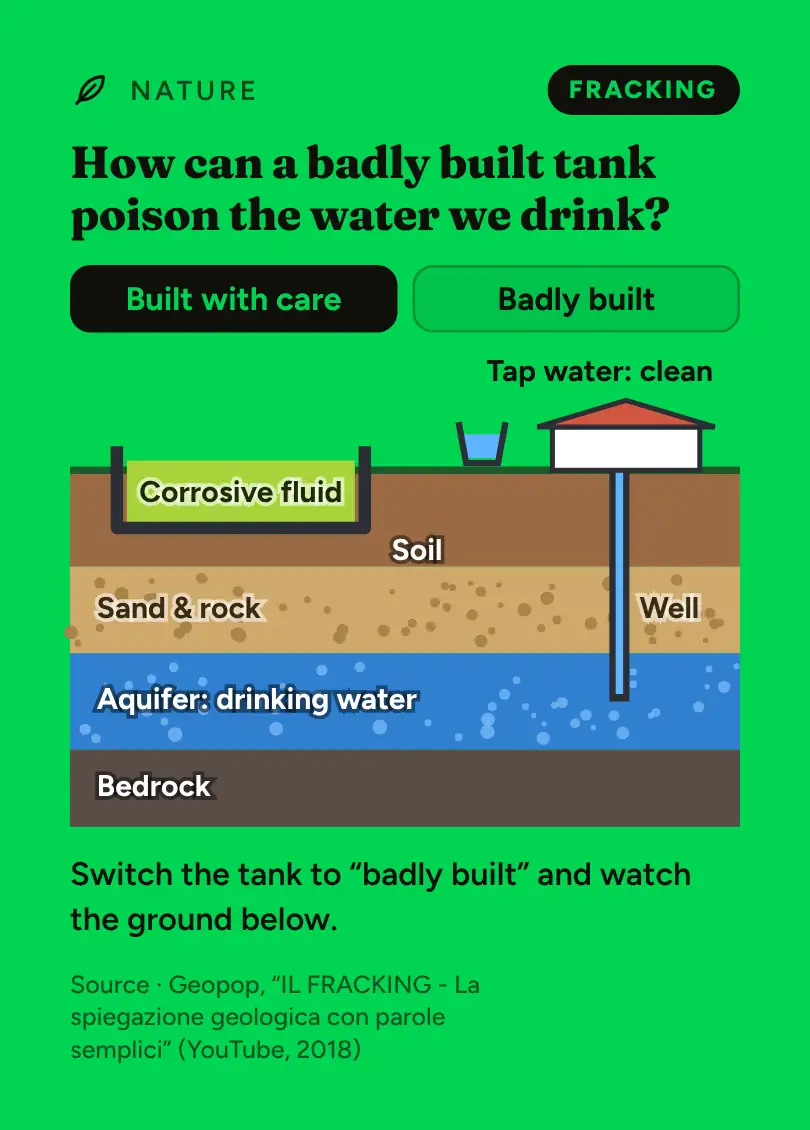 NATURE
FRACKING
How can a badly built tank
poison the water we drink?
Built with care
Badly built
Tap water: clean
Corrosive fluid
Soil
Sand & rock
Well
Aquifer: drinking water
Bedrock
Switch the tank to “badly built” and watch
the ground below.
Source · Geopop, “IL FRACKING - La
spiegazione geologica con parole
semplici” (YouTube, 2018)